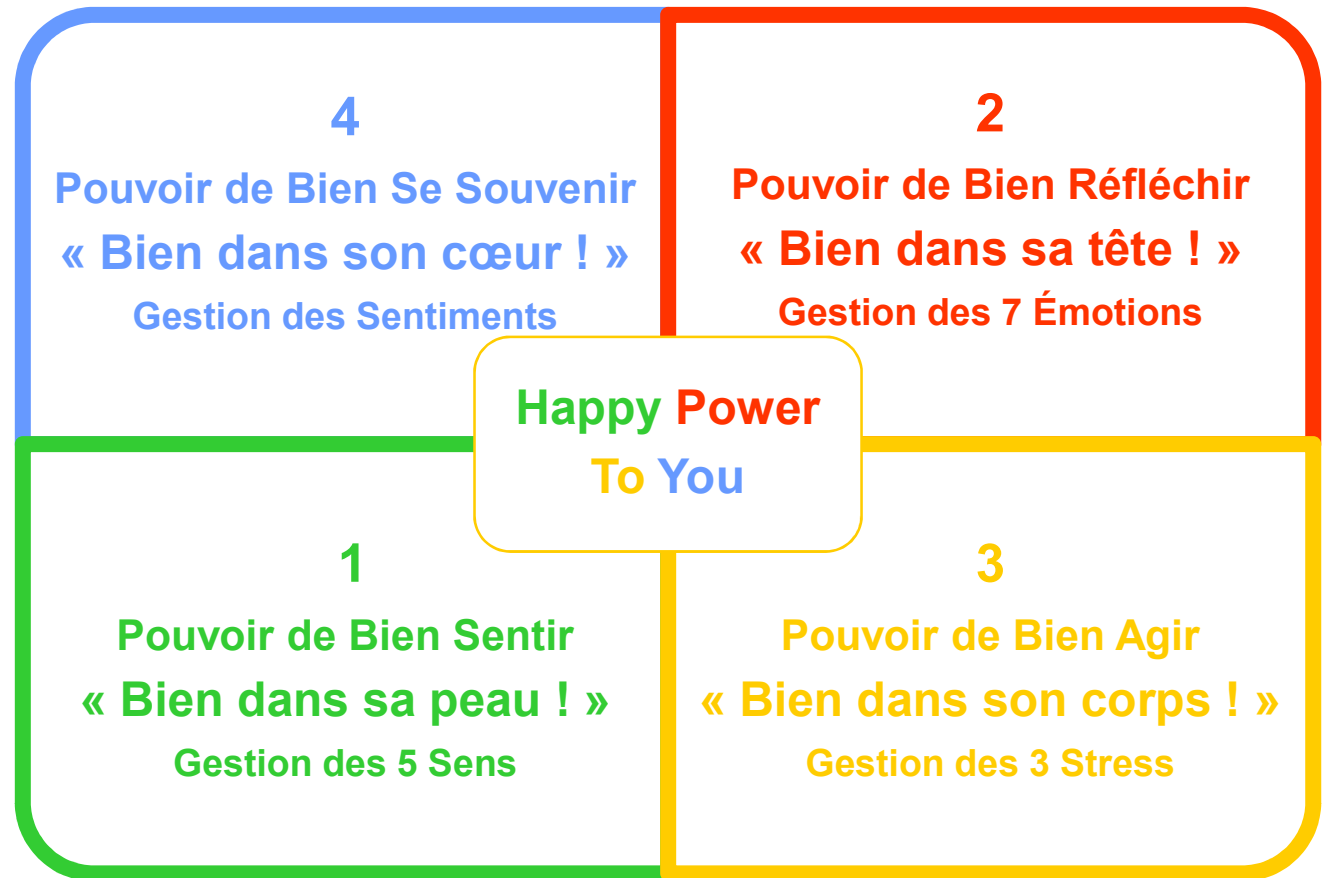 4
Pouvoir de Bien Se Souvenir
« Bien dans son cœur ! »
Gestion des Sentiments
2
Pouvoir de Bien Réfléchir
« Bien dans sa tête ! »
Gestion des 7 Émotions
Happy Power
To You
1
Pouvoir de Bien Sentir
« Bien dans sa peau ! »
Gestion des 5 Sens
3
Pouvoir de Bien Agir
« Bien dans son corps ! »
Gestion des 3 Stress